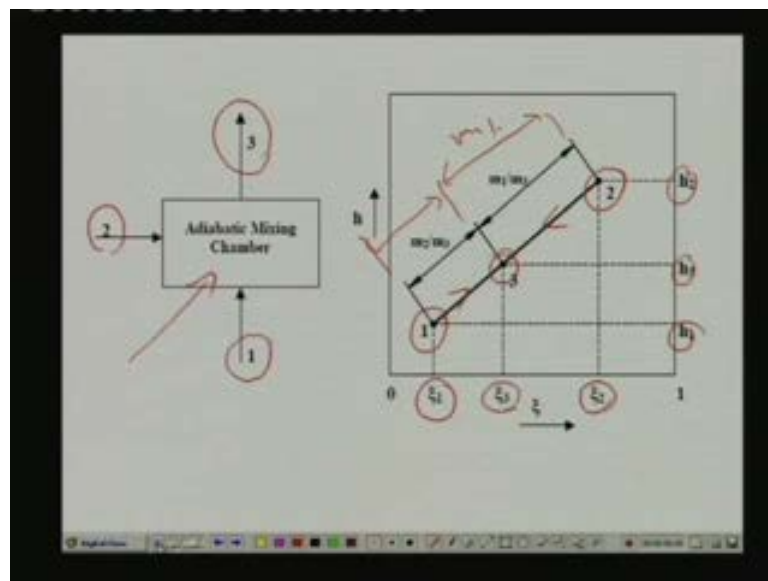 3
2
Adiabatic Mixing
Chamber
1
m₁
m₁/m₃
m₂/m₃
h
2
3
1
h₂
h₃
h₁
0
ξ₁
ξ₃
ξ₂
1
ξ